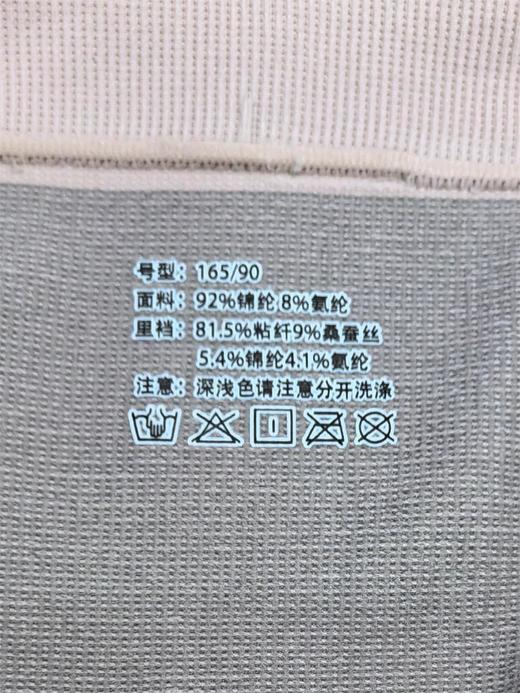 号型：165/90
面料：92%锦纶 8%氨纶
里裆：81.5%粘纤9%桑蚕丝
5.4%锦纶4.1%氨纶
注意：深浅色请注意分开洗涤